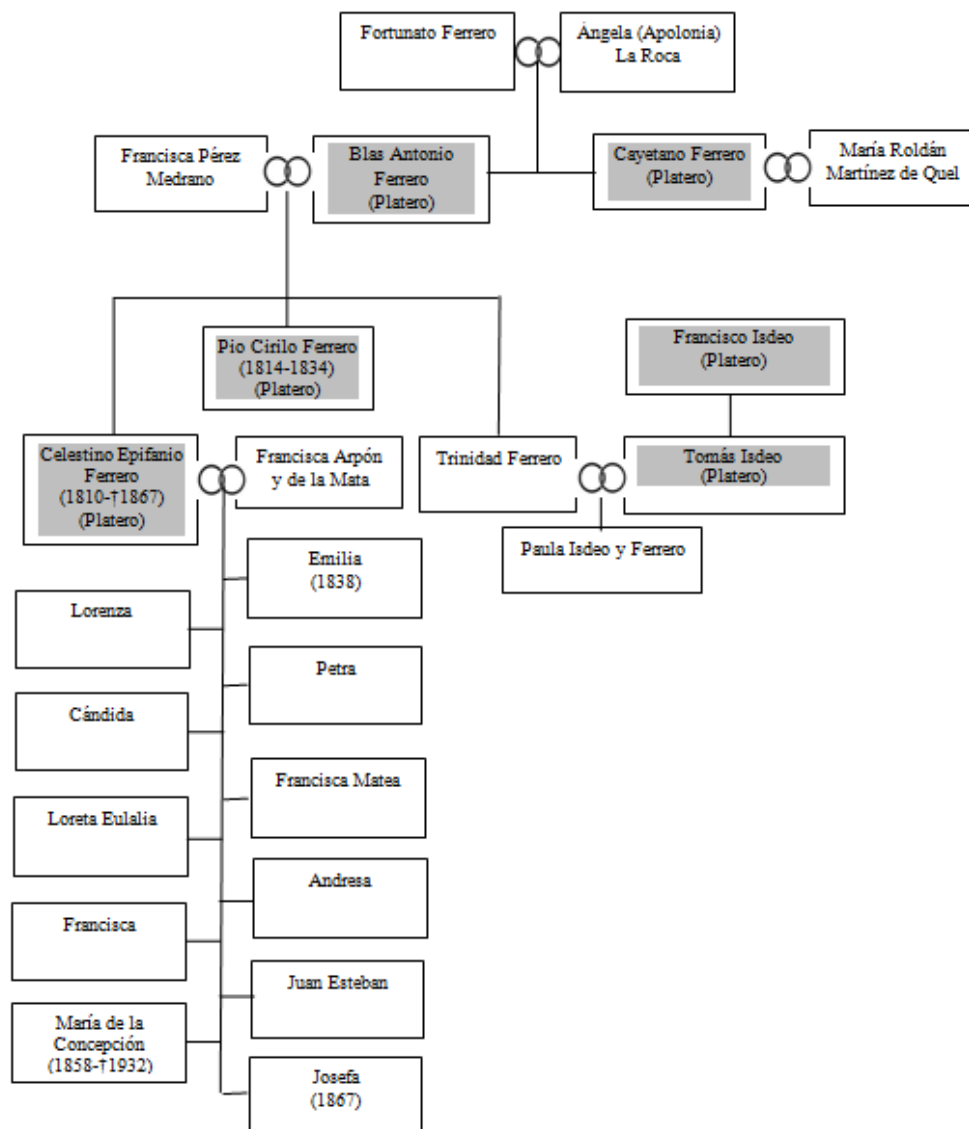 Fortunato Ferrero
Ángela (Apolonia)
La Roca
Francisca Pérez
Medrano
Blas Antonio
Ferrero
(Platero)
Cayetano Ferrero
(Platero)
María Roldán
Martínez de Quel
Pio Cirilo Ferrero
(1814-1834)
(Platero)
Francisco Isdeo
(Platero)
Celestino Epifanio
Ferrero
(1810-†1867)
(Platero)
Francisca Arpón
y de la Mata
Trinidad Ferrero
Tomás Isdeo
(Platero)
Paula Isdeo y Ferrero
Emilia
(1838)
Lorenza
Petra
Cándida
Francisca Matea
Loreta Eulalia
Andresa
Francisca
Juan Esteban
María de la
Concepción
(1858-†1932)
Josefa
(1867)